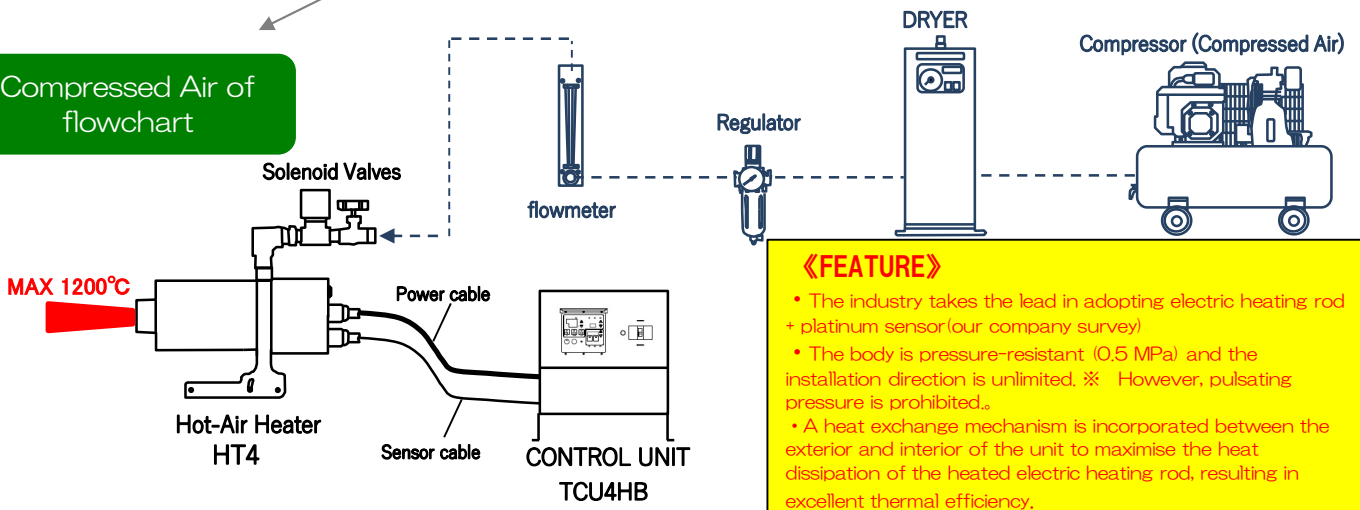 DRYER
Compressor (Compressed Air)
Compressed Air of
flowchart
Regulator
Solenoid Valves
flowmeter
MAX 1200℃
Power cable
Hot-Air Heater
HT4
Sensor cable
CONTROL UNIT
TCU4HB
《FEATURE》
・The industry takes the lead in adopting electric heating rod
+ platinum sensor(our company survey)
・The body is pressure-resistant (0.5 MPa) and the
installation direction is unlimited. ※ However, pulsating
pressure is prohibited.。
・A heat exchange mechanism is incorporated between the
exterior and interior of the unit to maximise the heat
dissipation of the heated electric heating rod, resulting in
excellent thermal efficiency.